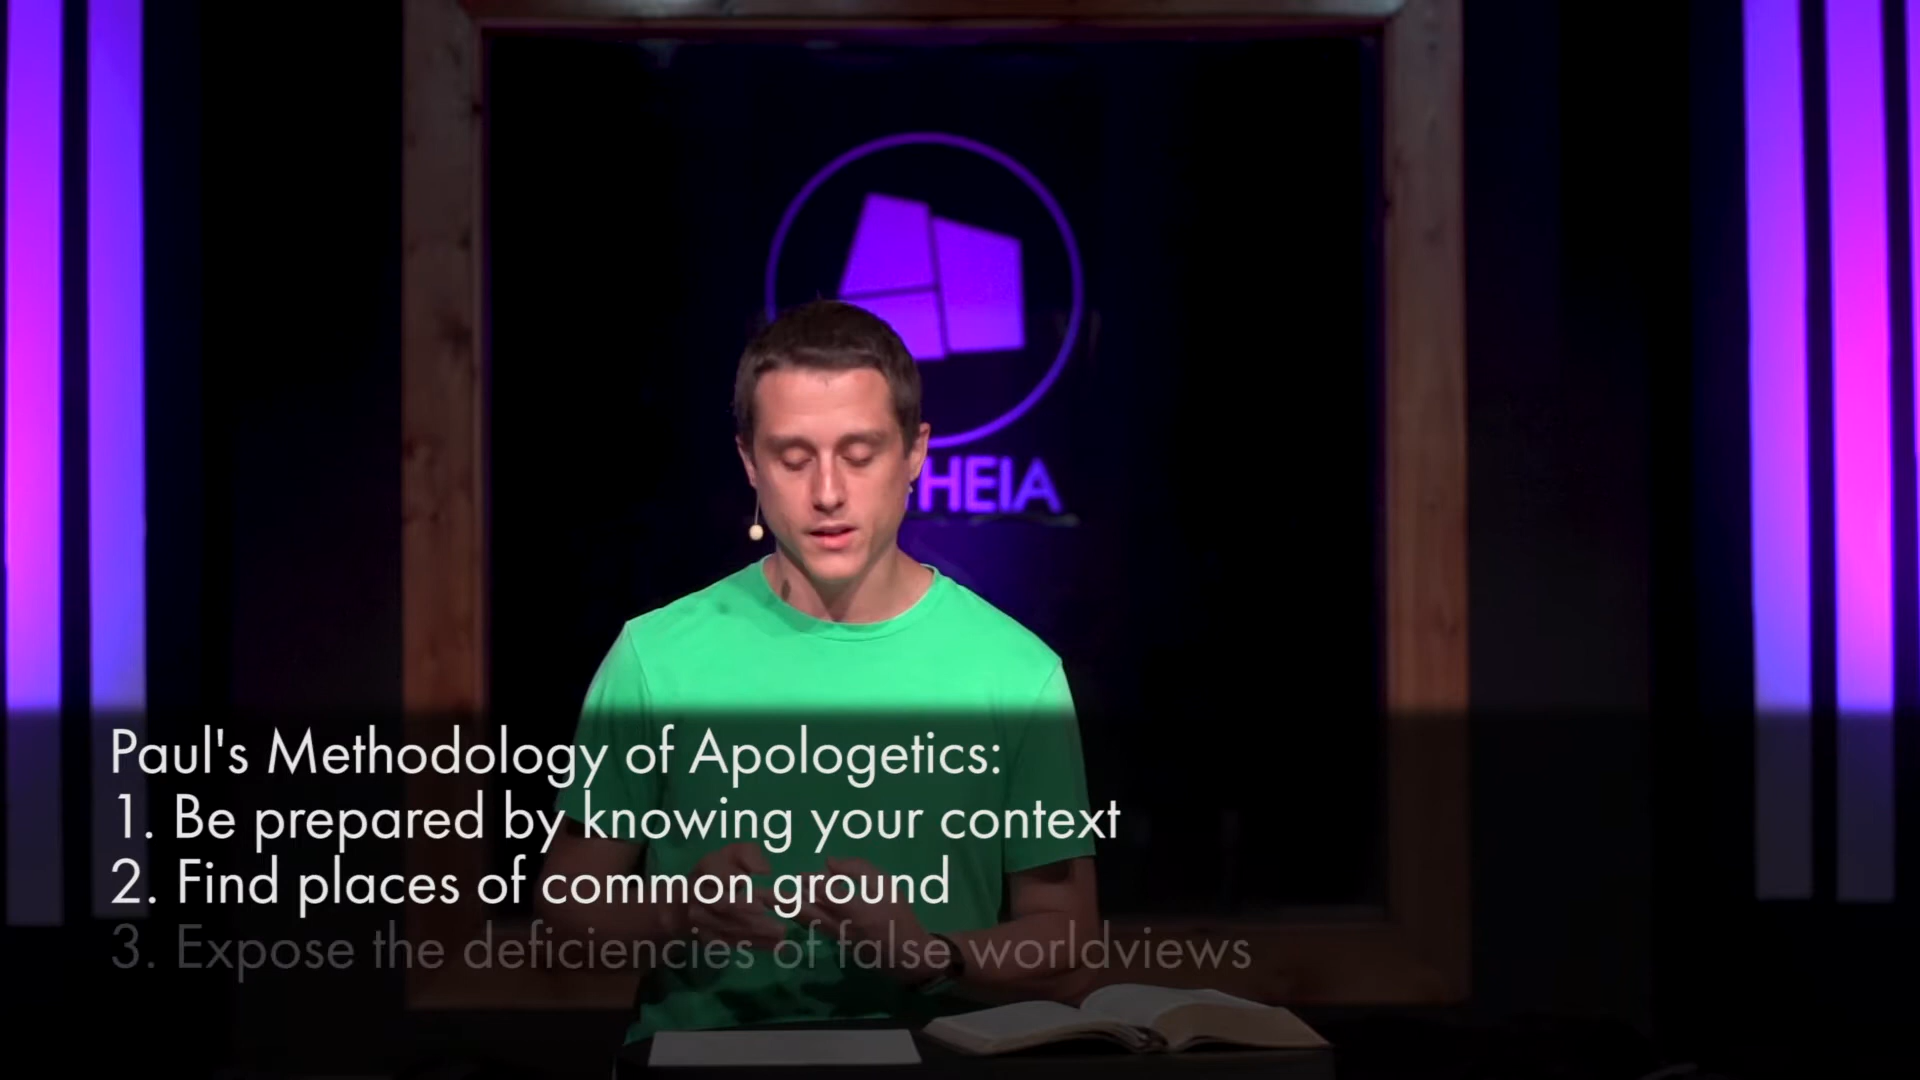 HEIA
Paul's Methodology of Apologetics:
1. Be prepared by knowing your context
2. Find places of common ground
3. Expose the deficiencies of false worldviews